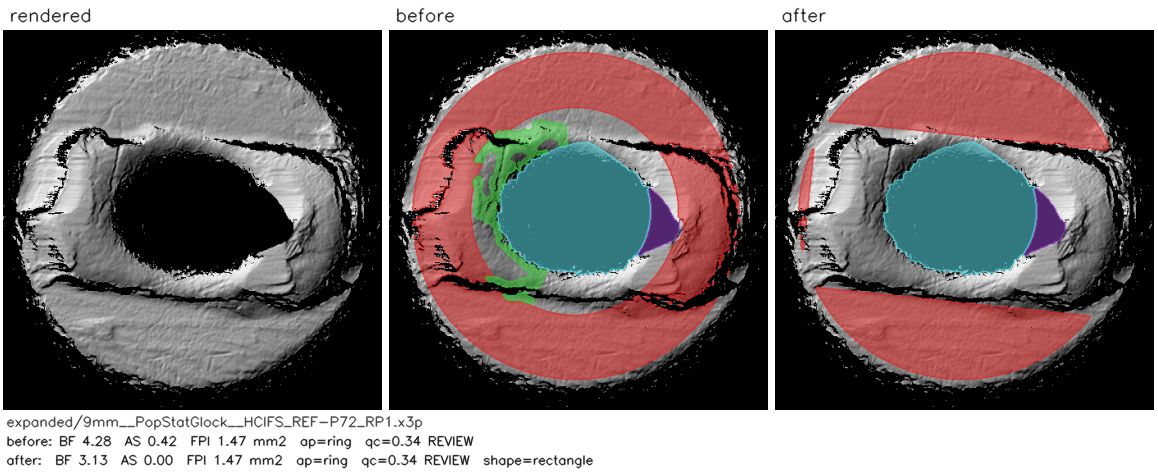 rendered
before
after
expanded/9mm__PopStatGlock__HCIFS_REF-P72_RP1.x3p
before: BF 4.28 AS 0.42 FPI 1.47 mm2 ap=ring qc=0.34 REVIEW
after: BF 3.13 AS 0.00 FPI 1.47 mm2 ap=ring qc=0.34 REVIEW shape=rectangle